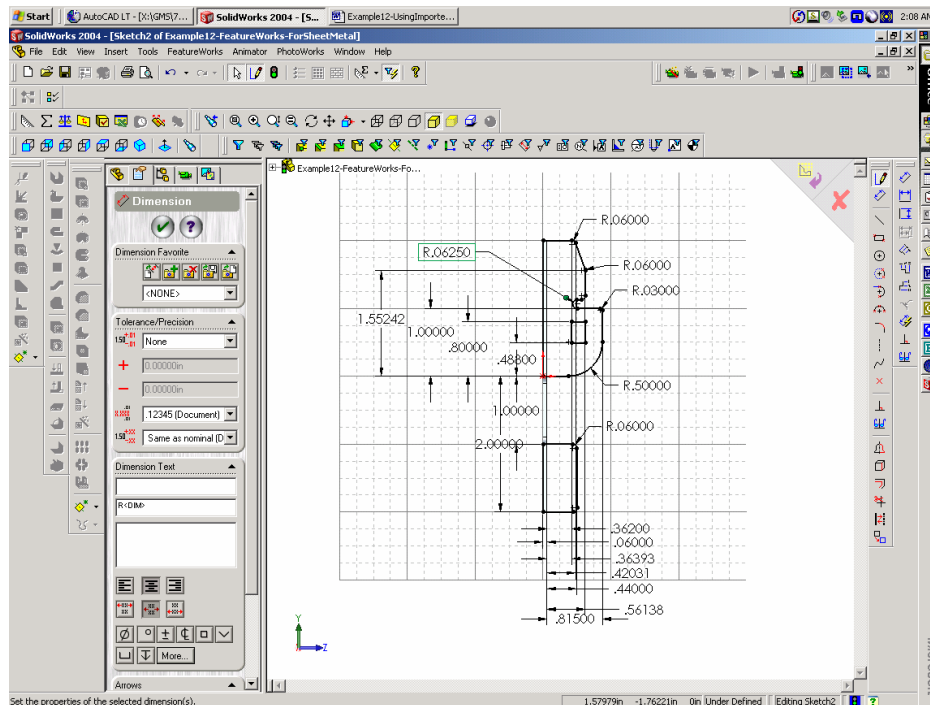 Start AutoCAD LT - [X:\GMS\7... SolidWorks 2004 - [S... Example12-UsingImporte... 2:08 AM
SolidWorks 2004 - [Sketch2 of Example12-FeatureWorks-ForSheetMetal]
File Edit View Insert Tools FeatureWorks Animator PhotoWorks Window Help
Example12-FeatureWorks-Fo...
Dimension
Dimension Favorite
<NONE>
Tolerance/Precision
None
0.00000in
0.00000in
.12345 (Document)
Same as nominal (D
Dimension Text
R<DIM>
More...
Arrows
R.06000
R.06250
R.06000
R.03000
1.55242
1.00000
.80000
.48800
R.50000
1.00000
R.06000
2.00000
.36200
.06000
.36393
.42031
.44000
.56138
.81500
Y
Z
Set the properties of the selected dimension(s). 1.57979in -1.76221in 0in Under Defined Editing Sketch2